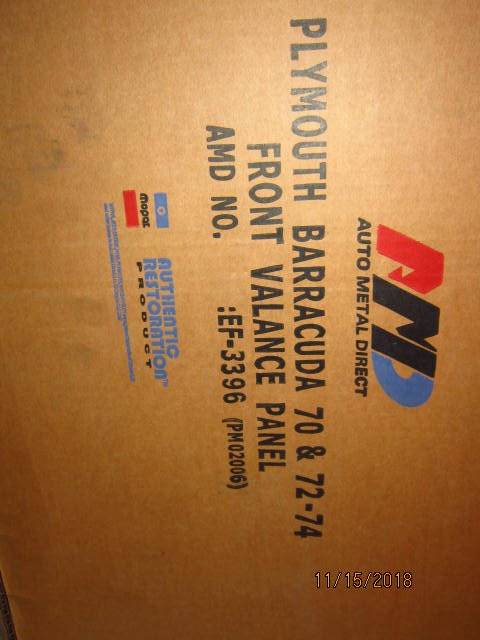 AMD
AUTO METAL DIRECT
PLYMOUTH BARRACUDA 70 & 72-74
FRONT VALANCE PANEL
AMD NO. :EF-3396 (PM02006)
Mopar
AUTHENTIC
RESTORATION™
PRODUCT
11/15/2018